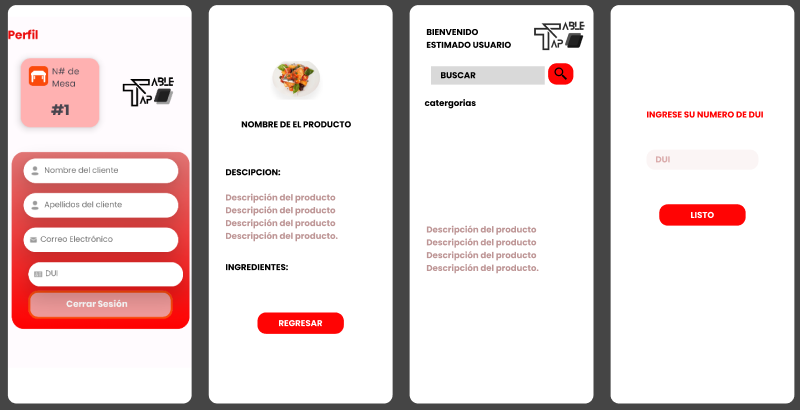 Perfil
N# de
Mesa
#1
TABLE
TAP
Nombre del cliente
Apellidos del cliente
Correo Electrónico
DUI
Cerrar Sesión
NOMBRE DE EL PRODUCTO
DESCIPCION:
Descripción del producto
Descripción del producto
Descripción del producto
Descripción del producto.
INGREDIENTES:
REGRESAR
BIENVENIDO
ESTIMADO USUARIO
TABLE
TAP
BUSCAR
catergorias
Descripción del producto
Descripción del producto
Descripción del producto
Descripción del producto.
INGRESE SU NUMERO DE DUI
DUI
LISTO